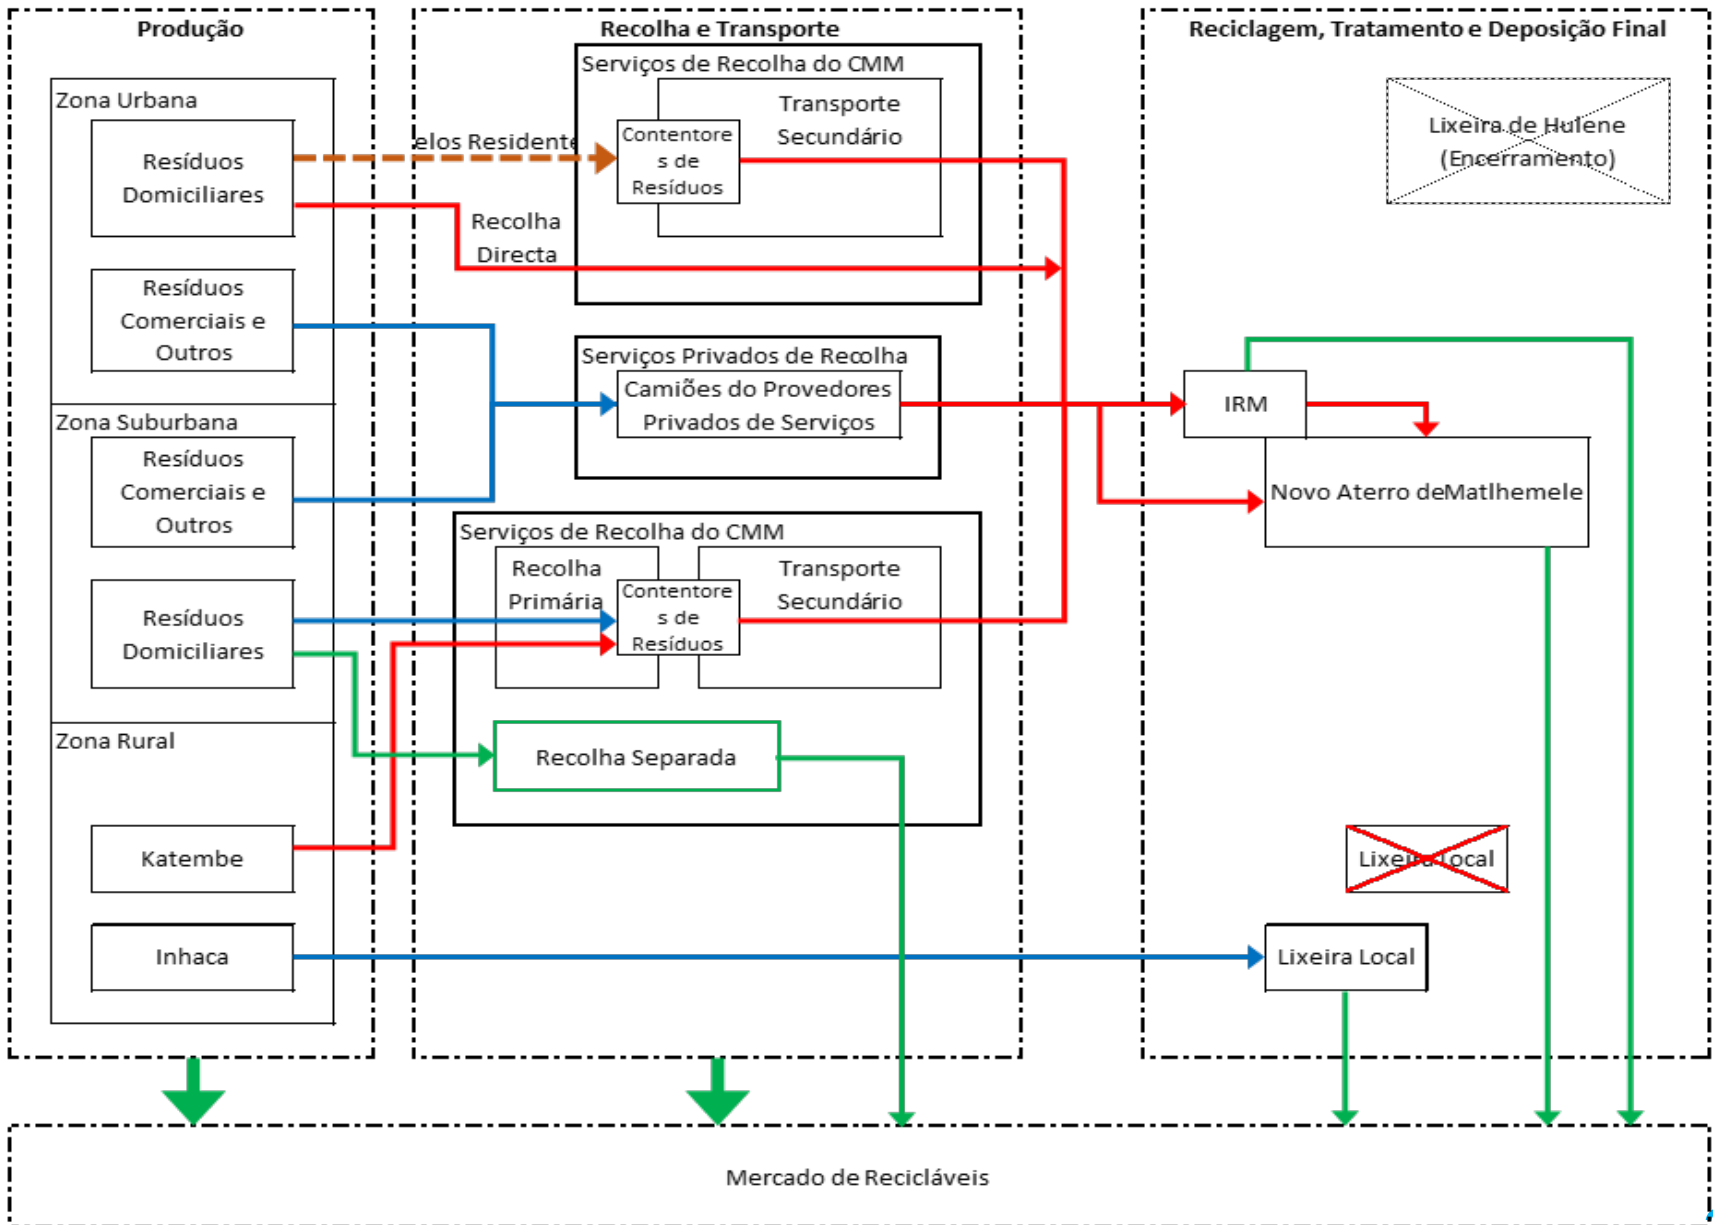 Produção
Zona Urbana
Resíduos
Domiciliares
Resíduos
Comerciais e
Outros
Zona Suburbana
Resíduos
Comerciais e
Outros
Resíduos
Domiciliares
Zona Rural
Katembe
Inhaca
Recolha e Transporte
Serviços de Recolha do CMM
elos Residente
Contentore
s de
Resíduos
Transporte
Secundário
Recolha
Directa
Serviços Privados de Recolha
Camiões do Provedores
Privados de Serviços
Serviços de Recolha do CMM
Recolha
Primária
Contentore
s de
Resíduos
Transporte
Secundário
Recolha Separada
Reciclagem, Tratamento e Deposição Final
Lixeira de Hulene
(Encerramento)
IRM
Novo Aterro deMatlhemele
Lixeira Local
Lixeira Local
Mercado de Recicláveis